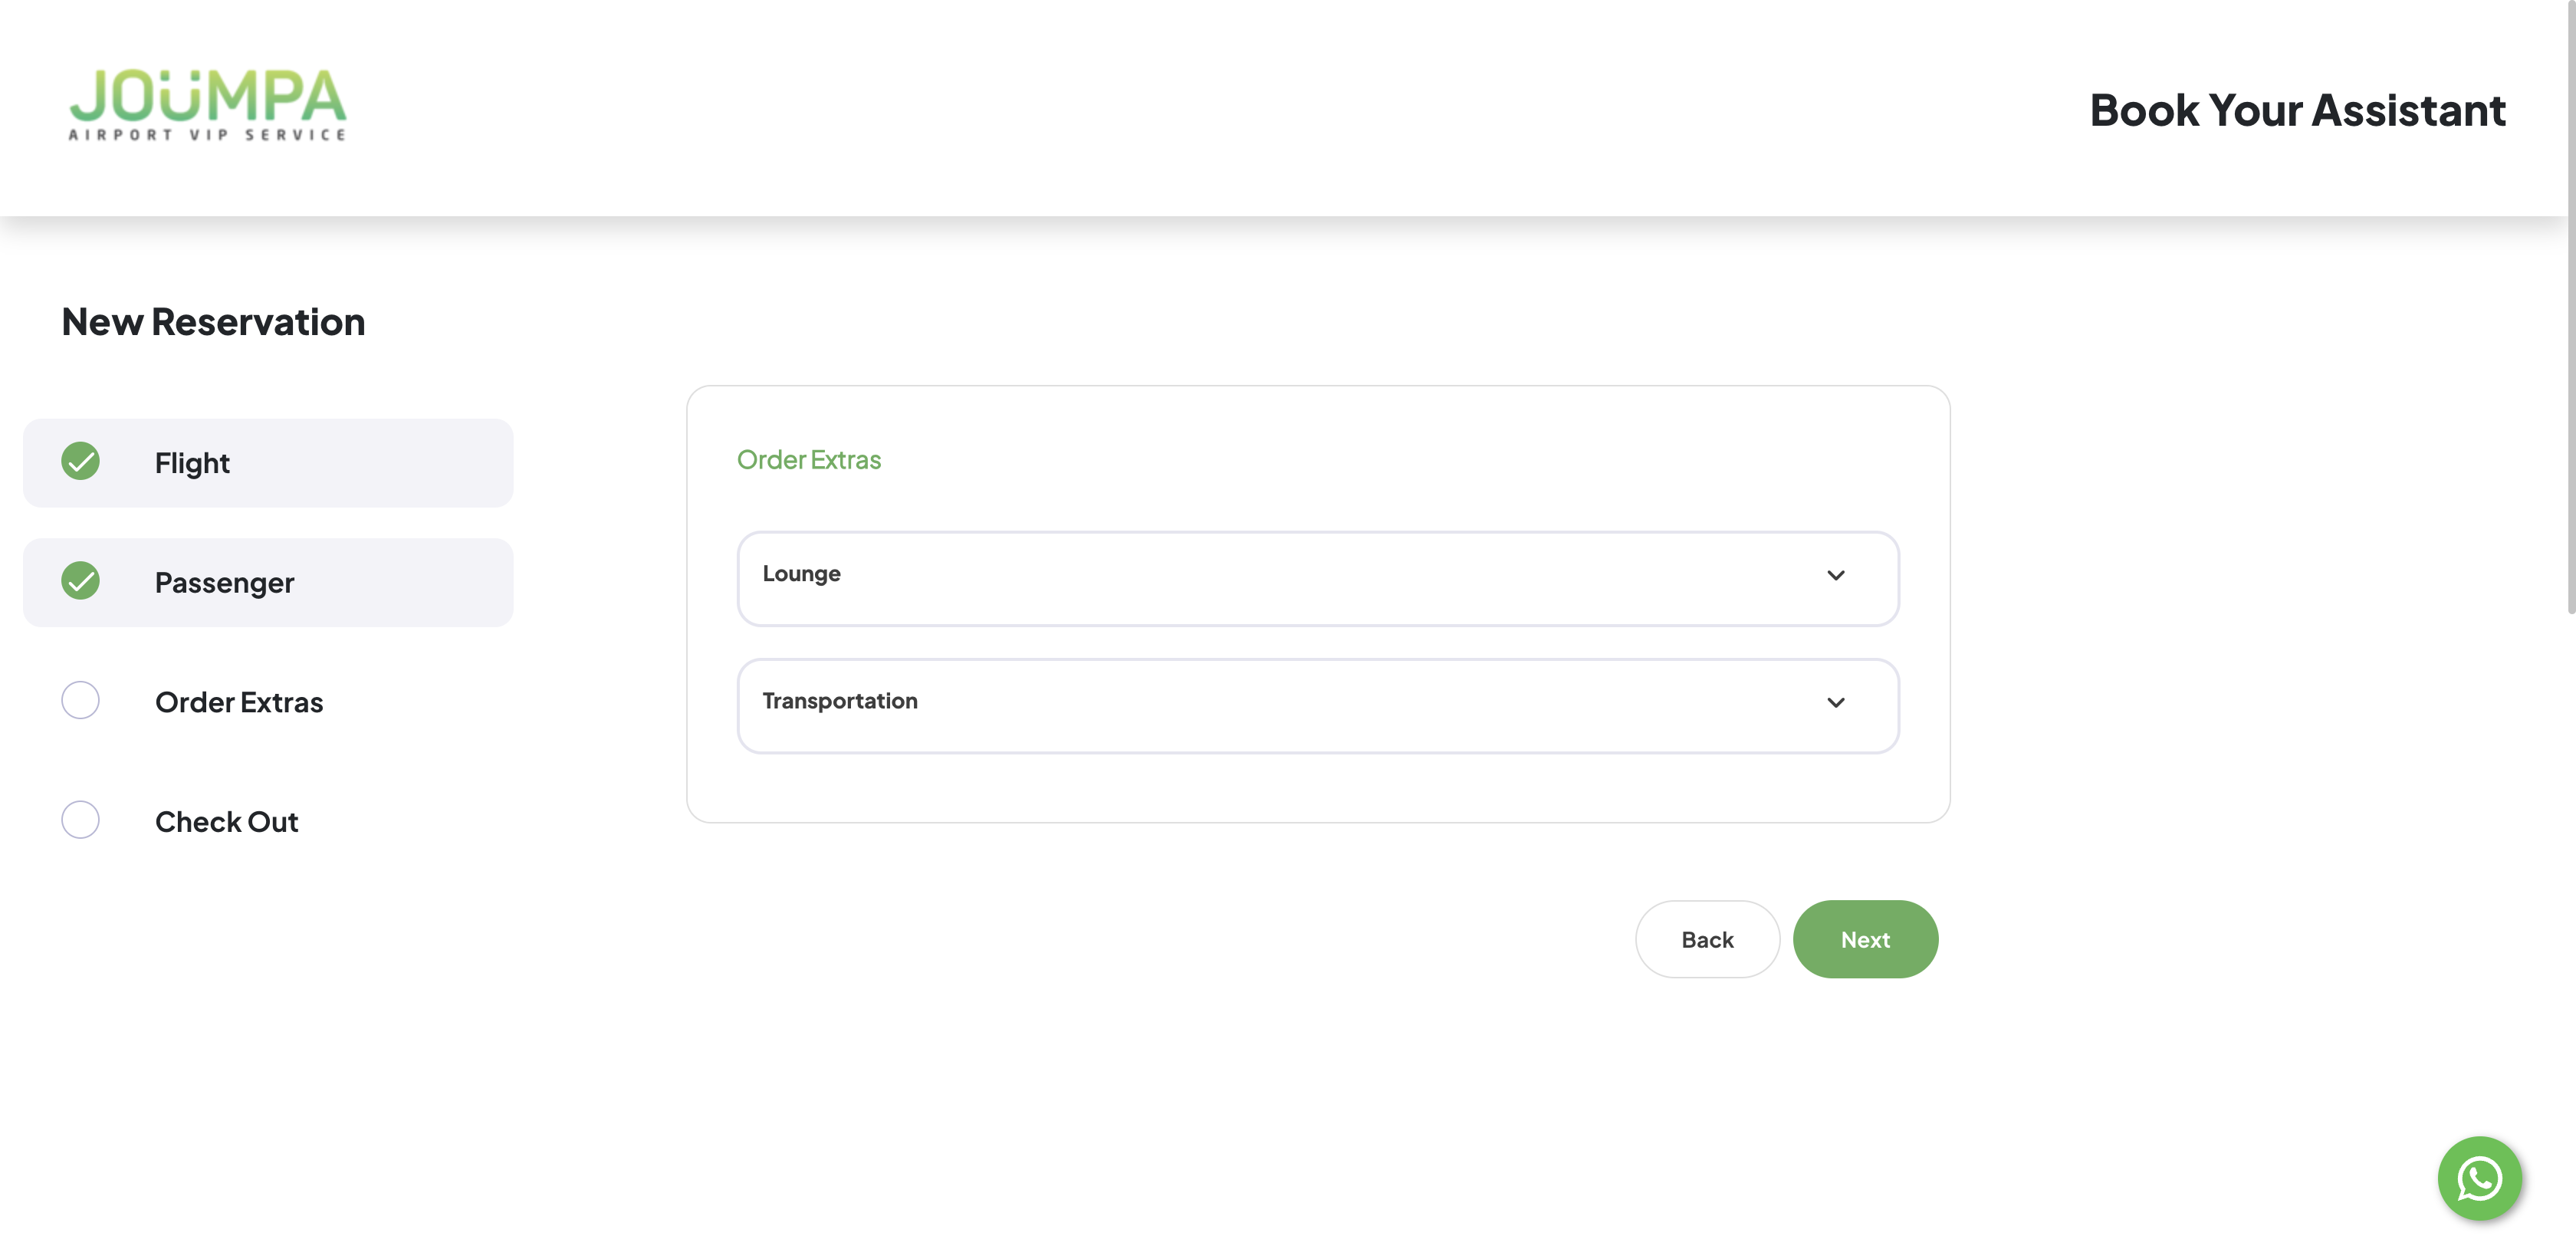 JOÜMPA
AIRPORT VIP SERVICE
Book Your Assistant
New Reservation
Flight
Passenger
Order Extras
Check Out
Order Extras
Lounge
Transportation
Back
Next